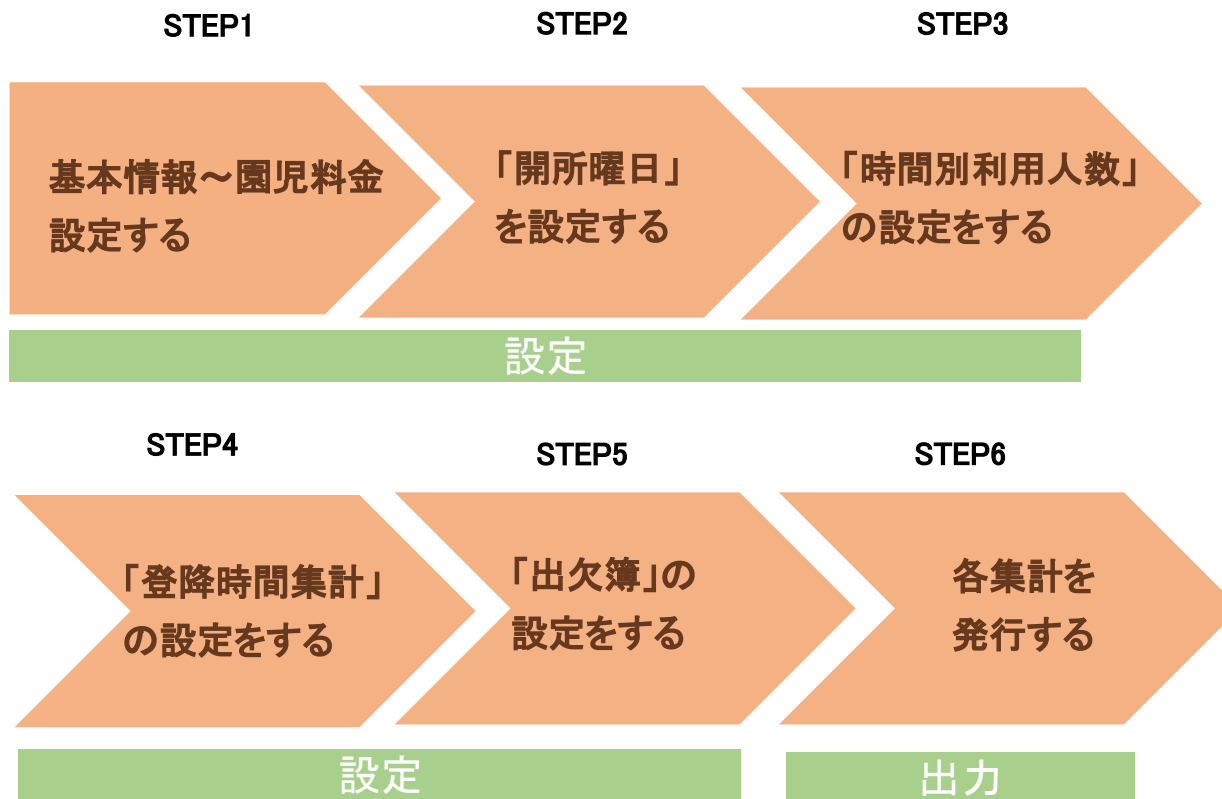 STEP1
STEP2
STEP3
基本情報～園児料金
設定する
「開所曜日」
を設定する
「時間別利用人数」
の設定をする
設定
STEP4
STEP5
STEP6
「登降時間集計」
の設定をする
「出欠簿」の
設定をする
各集計を
発行する
設定
出力